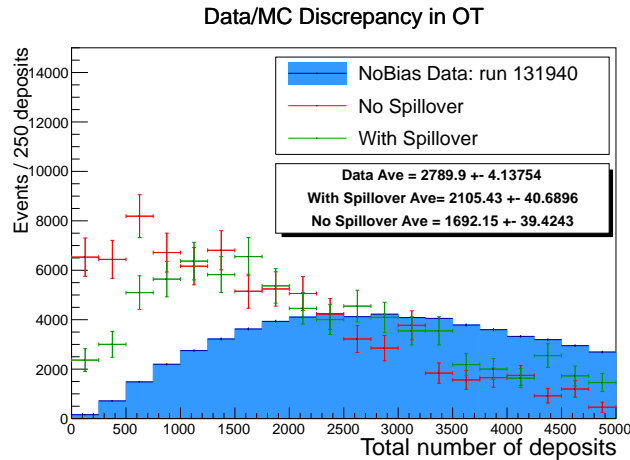 Data/MC Discrepancy in OT
Events / 250 deposits
14000
12000
10000
8000
6000
4000
2000
0
NoBias Data: run 131940
No Spillover
With Spillover
Data Ave = 2789.9 +- 4.13754
With Spillover Ave= 2105.43 +- 40.6896
No Spillover Ave = 1692.15 +- 39.4243
0 500 1000 1500 2000 2500 3000 3500 4000 4500 5000
Total number of deposits